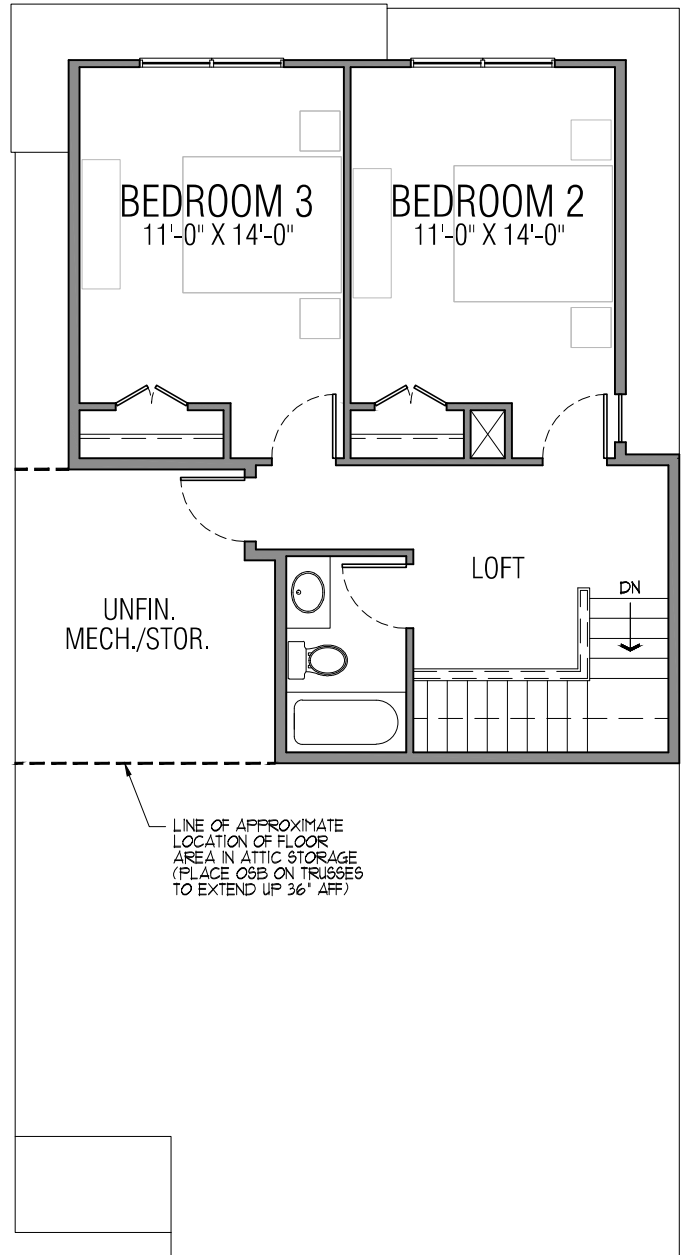 BEDROOM 3
11'-0" X 14'-0"
BEDROOM 2
11'-0" X 14'-0"
LOFT
DN
UNFIN.
MECH./STOR.
LINE OF APPROXIMATE
LOCATION OF FLOOR
AREA IN ATTIC STORAGE
(PLACE OSB ON TRUSSES
TO EXTEND UP 36" AFF)